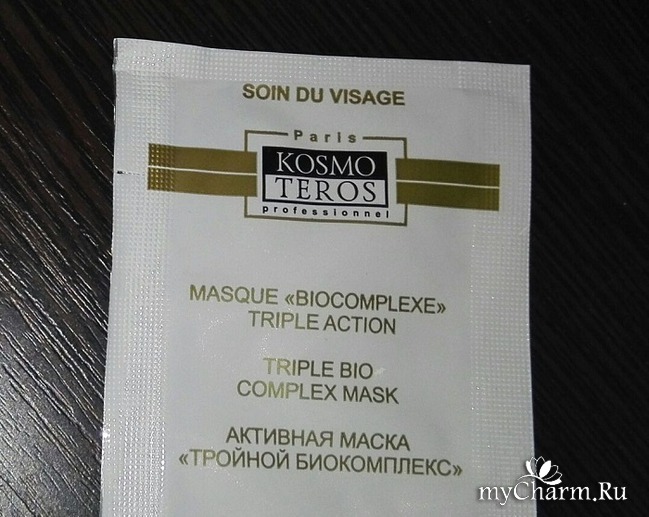 SOIN DU VISAGE
Paris
KOSMO
TEROS
professionnel
MASQUE «BIOCOMPLEXE»
TRIPLE ACTION
TRIPLE BIO
COMPLEX MASK
АКТИВНАЯ МАСКА
«ТРОЙНОЙ БИОКОМПЛЕКС»
myCharm.Ru